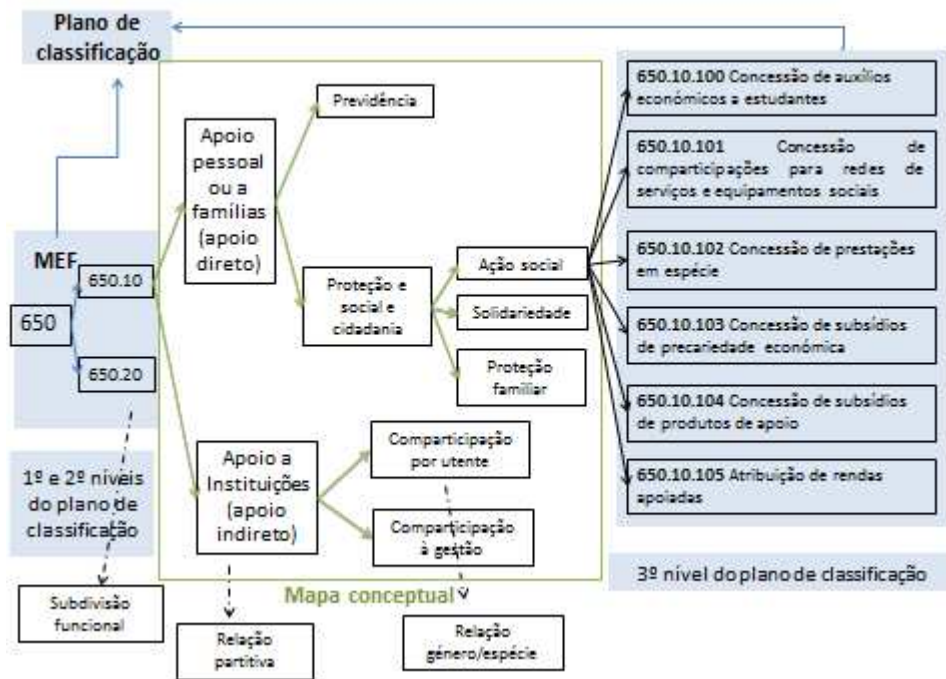 Plano de
classificação
MEF
650
650.10
650.20
1º e 2º níveis
do plano de
classificação
Subdivisão
funcional
Apoio
pessoal
ou a
famílias
(apoio
direto)
Previdência
Proteção e
social e
cidadania
Ação social
Solidariedade
Proteção
familiar
Apoio a
Instituições
(apoio
indireto)
Comparticipação
por utente
Comparticipação
à gestão
Mapa conceptual
Relação
partitiva
Relação
género/espécie
650.10.100 Concessão de auxílios
económicos a estudantes
650.10.101 Concessão de
comparticipações para redes de
serviços e equipamentos sociais
650.10.102 Concessão de prestações
em espécie
650.10.103 Concessão de subsídios
de precariedade económica
650.10.104 Concessão de subsídios
de produtos de apoio
650.10.105 Atribuição de rendas
apoiadas
3º nível do plano de classificação